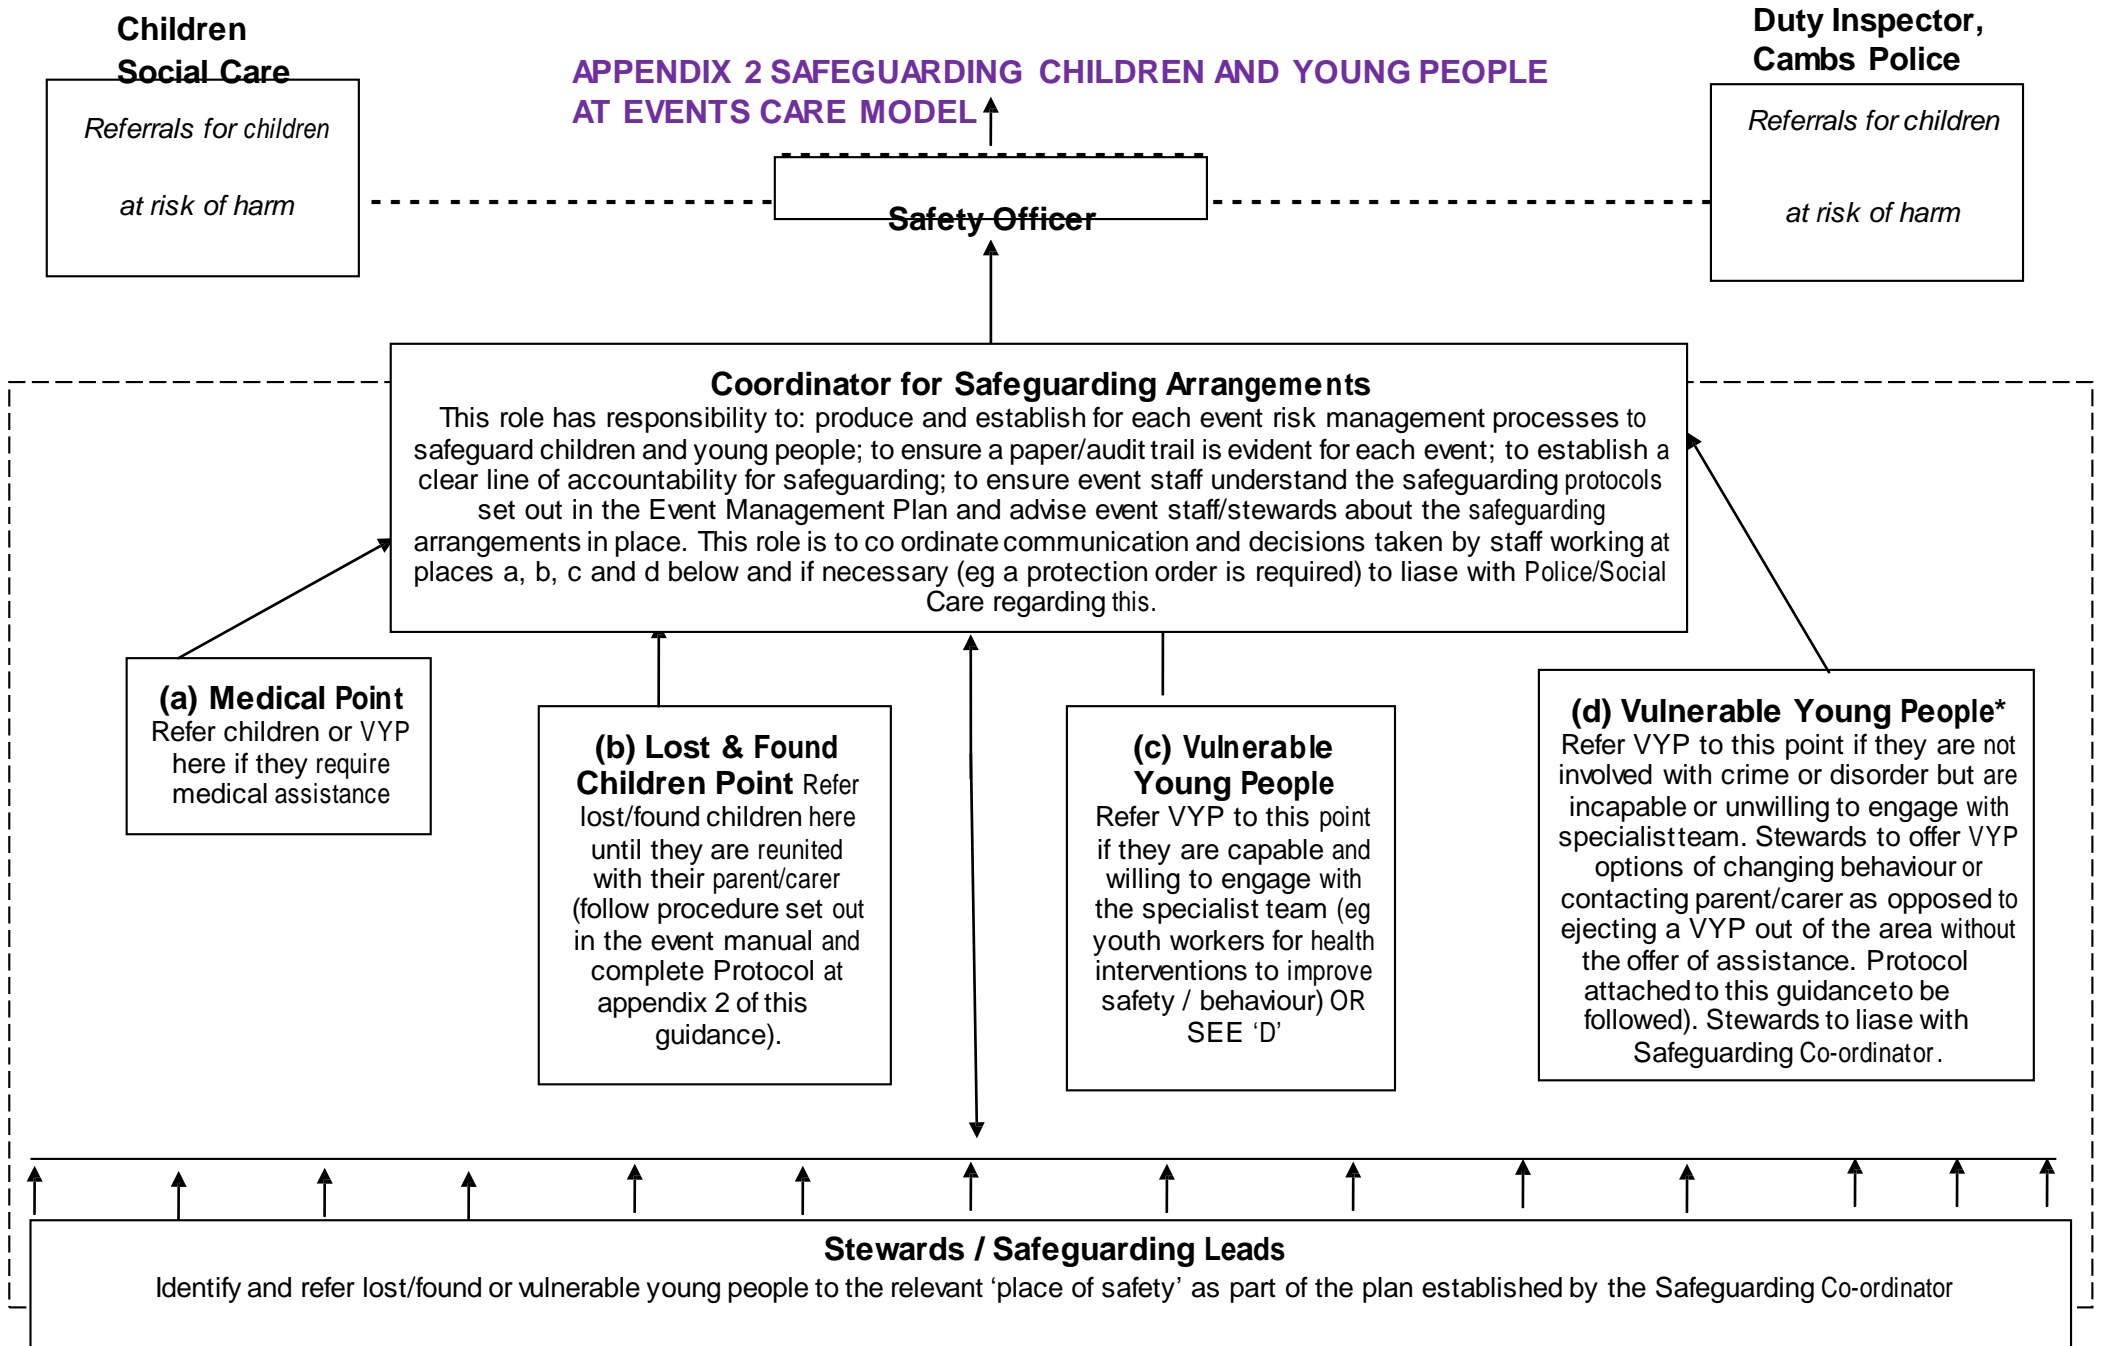 Children
Social Care
Referrals for children
at risk of harm
APPENDIX 2 SAFEGUARDING CHILDREN AND YOUNG PEOPLE
AT EVENTS CARE MODEL
Duty Inspector,
Cambs Police
Referrals for children
at risk of harm
Safety Officer
Coordinator for Safeguarding Arrangements
This role has responsibility to: produce and establish for each event risk management processes to
safeguard children and young people; to ensure a paper/audit trail is evident for each event; to establish a
clear line of accountability for safeguarding; to ensure event staff understand the safeguarding protocols
set out in the Event Management Plan and advise event staff/stewards about the safeguarding
arrangements in place. This role is to co ordinate communication and decisions taken by staff working at
places a, b, c and d below and if necessary (eg a protection order is required) to liase with Police/Social
Care regarding this.
(a) Medical Point
Refer children or VYP
here if they require
medical assistance
(b) Lost & Found
Children Point Refer
lost/found children here
until they are reunited
with their parent/carer
(follow procedure set out
in the event manual and
complete Protocol at
appendix 2 of this
guidance).
(c) Vulnerable
Young People
Refer VYP to this point
if they are capable and
willing to engage with
the specialist team (eg
youth workers for health
interventions to improve
safety / behaviour) OR
SEE ‘D’
(d) Vulnerable Young People*
Refer VYP to this point if they are not
involved with crime or disorder but are
incapable or unwilling to engage with
specialist team. Stewards to offer VYP
options of changing behaviour or
contacting parent/carer as opposed to
ejecting a VYP out of the area without
the offer of assistance. Protocol
attached to this guidance to be
followed). Stewards to liase with
Safeguarding Co-ordinator.
Stewards / Safeguarding Leads
Identify and refer lost/found or vulnerable young people to the relevant ‘place of safety’ as part of the plan established by the Safeguarding Co-ordinator